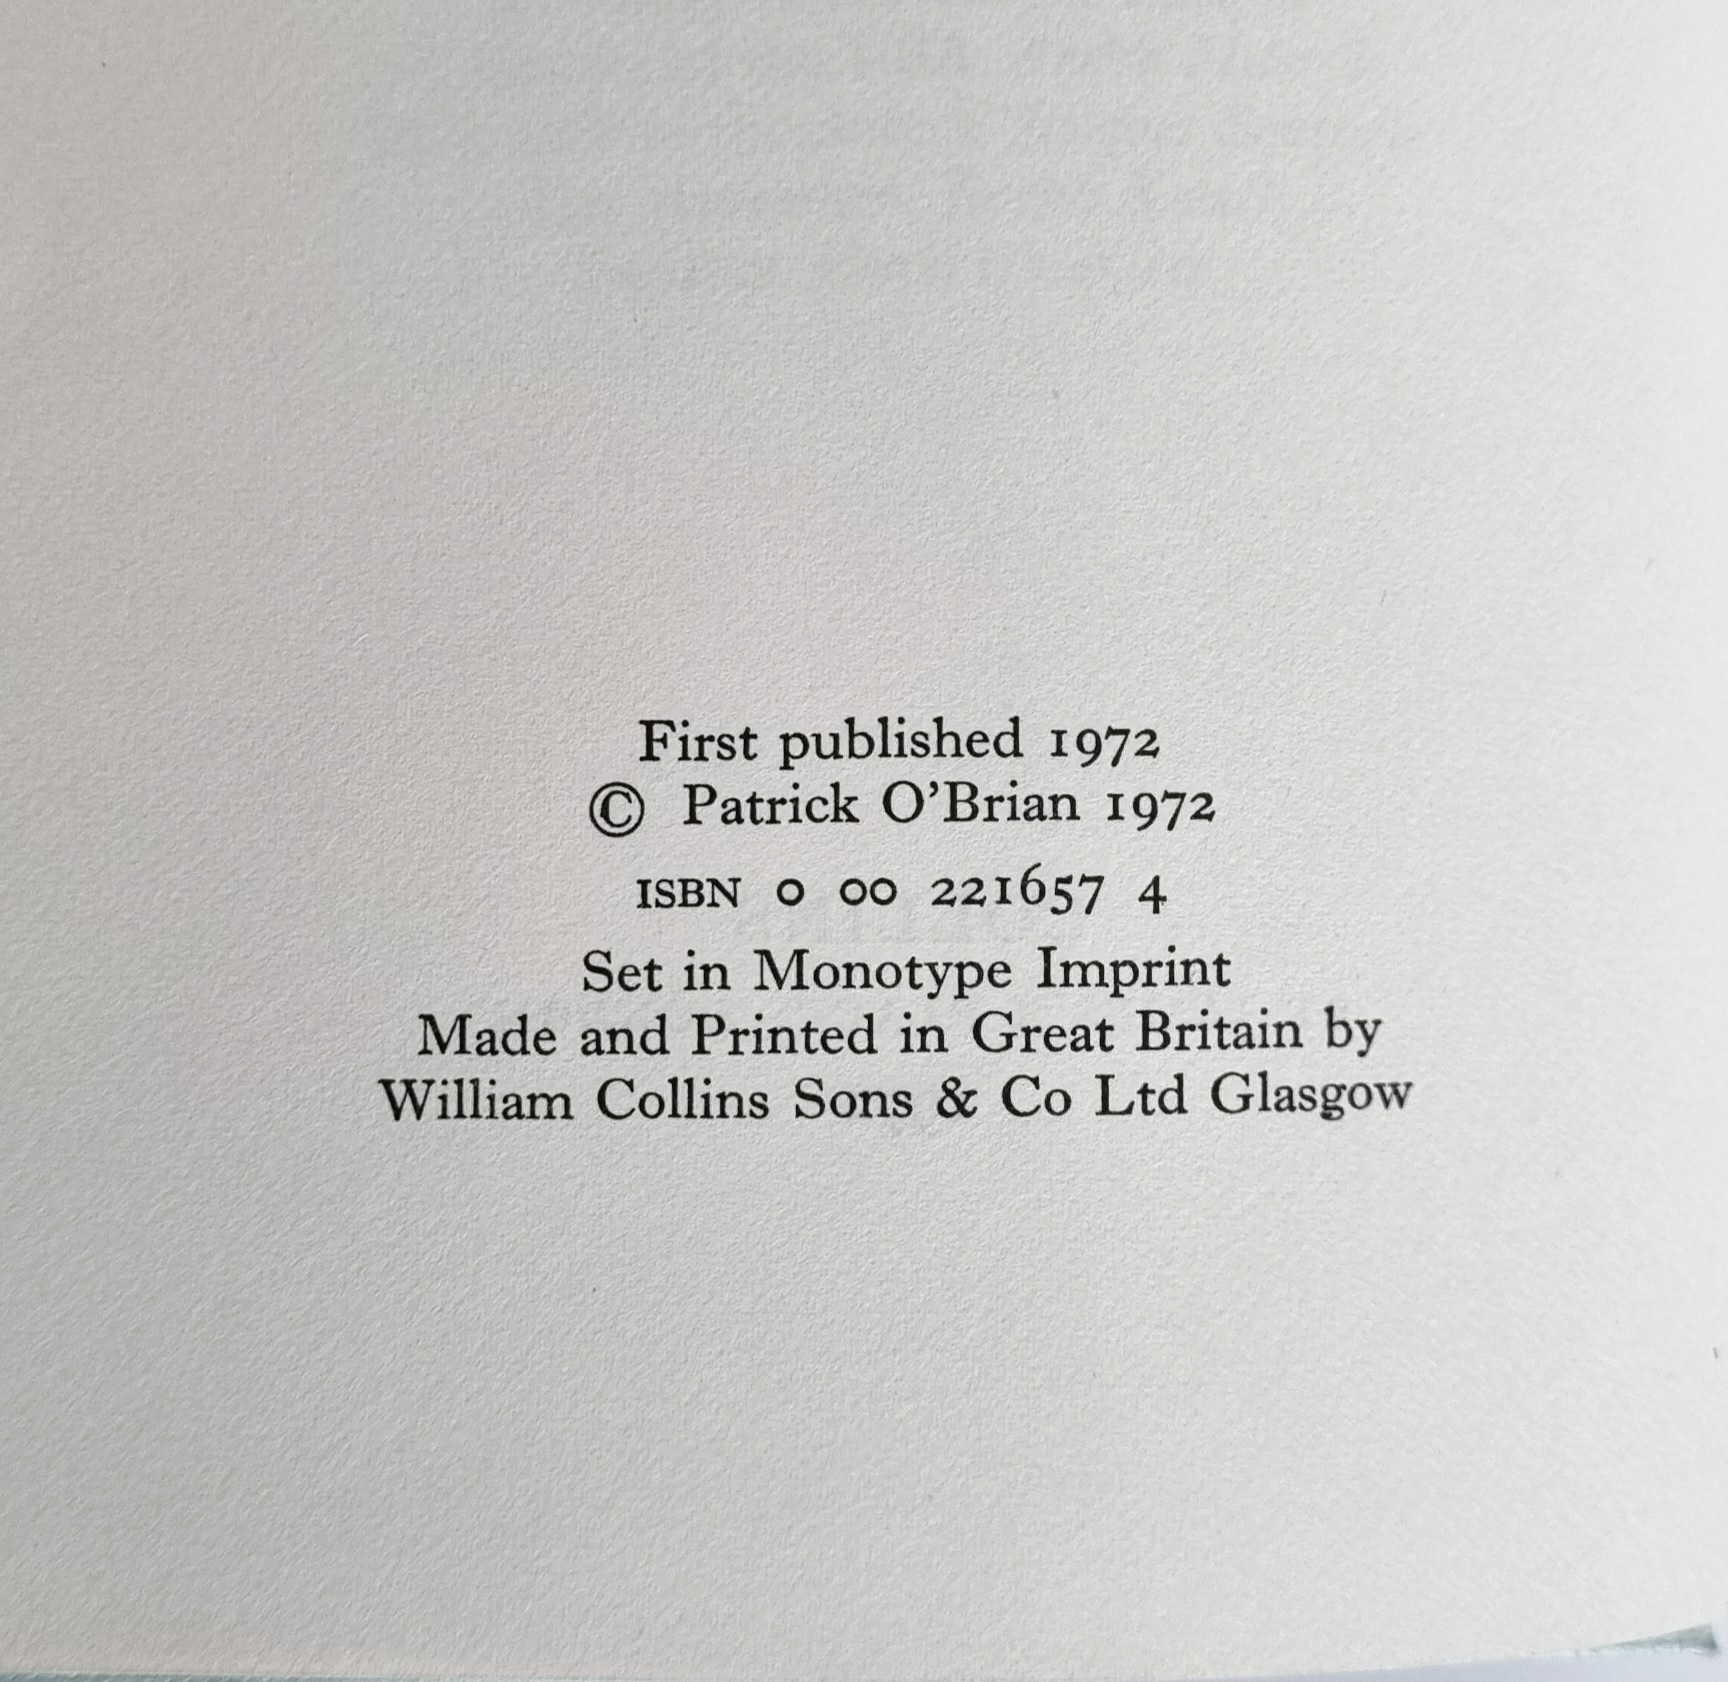 First published 1972
© Patrick O’Brian 1972
ISBN 0 00 221657 4
Set in Monotype Imprint
Made and Printed in Great Britain by
William Collins Sons & Co Ltd Glasgow